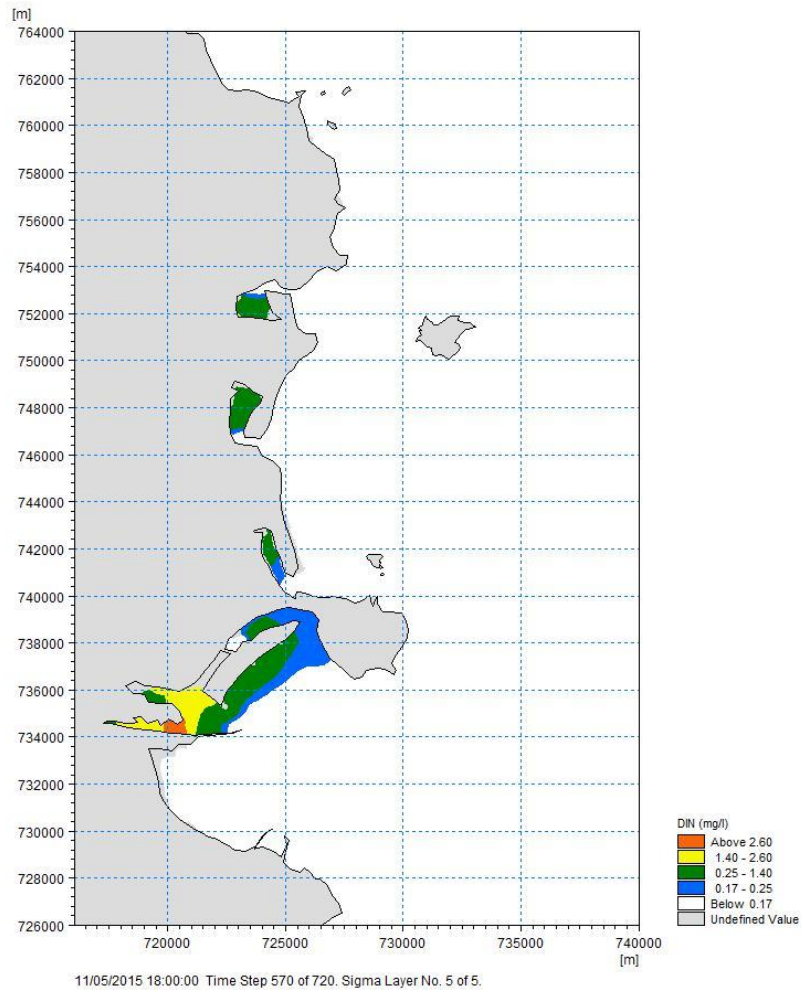 [m]
764000
762000
760000
758000
756000
754000
752000
750000
748000
746000
744000
742000
740000
738000
736000
734000
732000
730000
728000
726000
720000 725000 730000 735000 740000
[m]
DIN (mg/l)
Above 2.60
1.40 - 2.60
0.25 - 1.40
0.17 - 0.25
Below 0.17
Undefined Value
11/05/2015 18:00:00 Time Step 570 of 720. Sigma Layer No. 5 of 5.